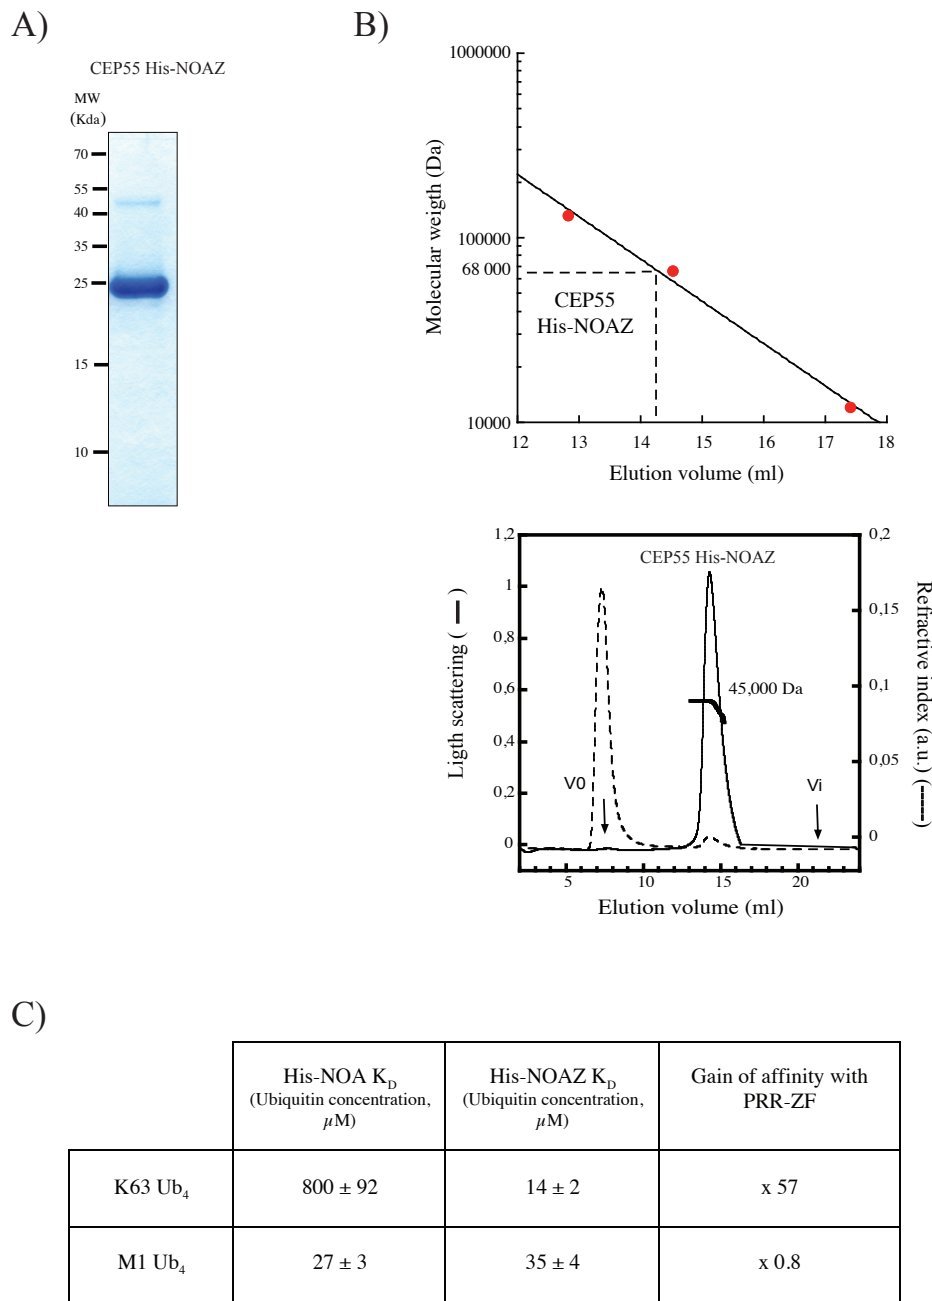 A)
CEP55 His-NOAZ
MW
(Kda)
70
55
40
35
25
15
10
B)
1000000
100000
68 000
10000
Molecular weigth (Da)
CEP55
His-NOAZ
12 13 14 15 16 17 18
Elution volume (ml)
1,2
1
0,8
0,6
0,4
0,2
0
Ligth scattering ( — )
CEP55 His-NOAZ
45,000 Da
V0
Vi
0,2
0,15
0,1
0,05
0
Refractive index (a.u.) (----)
5 10 15 20
Elution volume (ml)
C)
His-NOA K_D
(Ubiquitin concentration,
µM)
His-NOAZ K_D
(Ubiquitin concentration,
µM)
Gain of affinity with
PRR-ZF
K63 Ub₄ 800 ± 92 14 ± 2 x 57
M1 Ub₄ 27 ± 3 35 ± 4 x 0.8